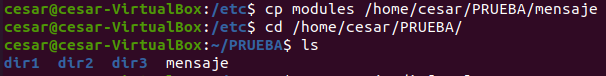 cesar@cesar-VirtualBox:/etc$ cp modules /home/cesar/PRUEBA/mensaje
cesar@cesar-VirtualBox:/etc$ cd /home/cesar/PRUEBA/
cesar@cesar-VirtualBox:~/PRUEBA$ ls
dir1 dir2 dir3 mensaje